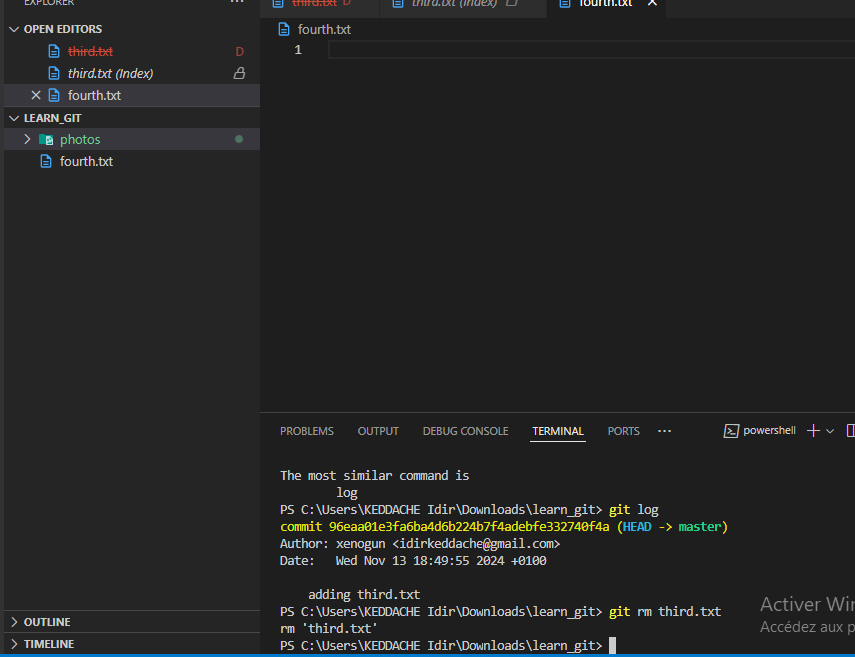 EXPLORER
OPEN EDITORS
third.txt D
third.txt (Index)
fourth.txt
LEARN_GIT
photos
fourth.txt
OUTLINE
TIMELINE
third.txt D
third.txt (Index)
fourth.txt
fourth.txt
1
PROBLEMS OUTPUT DEBUG CONSOLE TERMINAL PORTS ··· powershell
The most similar command is
log
PS C:\Users\KEDDACHE Idir\Downloads\learn_git> git log
commit 96eaa01e3fa6ba4d6b224b7f4adebfe332740f4a (HEAD -> master)
Author: xenogun <idirkeddache@gmail.com>
Date: Wed Nov 13 18:49:55 2024 +0100
adding third.txt
PS C:\Users\KEDDACHE Idir\Downloads\learn_git> git rm third.txt
rm 'third.txt'
PS C:\Users\KEDDACHE Idir\Downloads\learn_git>
Activer Wi
Accédez aux p